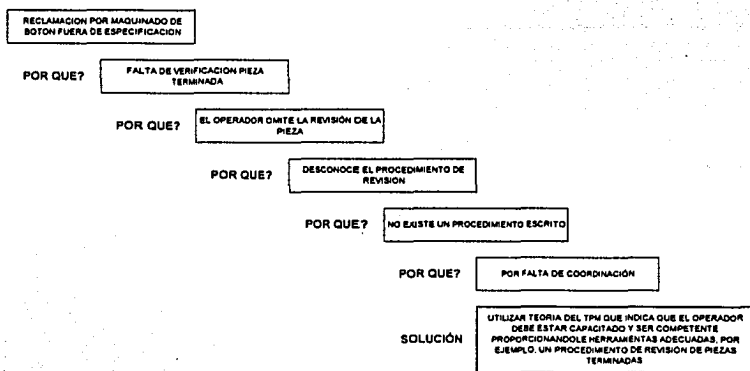 RECLAMACION POR MAQUINADO DE
BOTON FUERA DE ESPECIFICACION
POR QUE?
FALTA DE VERIFICACION PIEZA
TERMINADA
POR QUE?
EL OPERADOR OMITE LA REVISIÓN DE LA
PIEZA
POR QUE?
DESCONOCE EL PROCEDIMIENTO DE
REVISION
POR QUE?
NO EXISTE UN PROCEDIMIENTO ESCRITO
POR QUE?
POR FALTA DE COORDINACIÓN
SOLUCIÓN
UTILIZAR TEORIA DEL TPM QUE INDICA QUE EL OPERADOR
DEBE ESTAR CAPACITADO Y SER COMPETENTE
PROPORCIONANDOLE HERRAMIENTAS ADECUADAS, POR
EJEMPLO, UN PROCEDIMIENTO DE REVISION DE PIEZAS
TERMINADAS